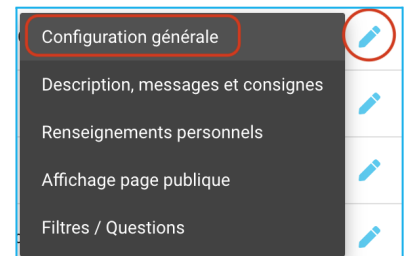 Configuration générale
Description, messages et consignes
Renseignements personnels
Affichage page publique
Filtres / Questions